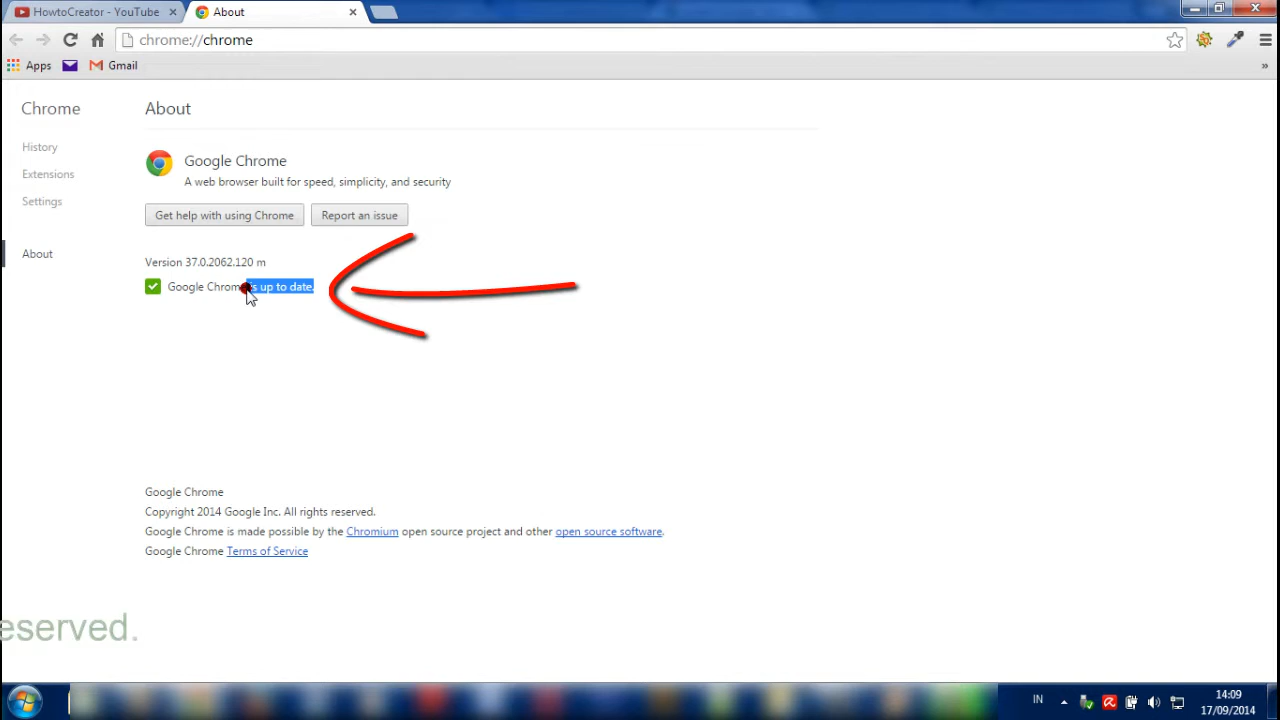 HowtoCreator - YouTube
About
chrome://chrome
Apps
Gmail
»
Chrome
About
History
Google Chrome
Extensions
A web browser built for speed, simplicity, and security
Settings
Get help with using Chrome
Report an issue
About
Version 37.0.2062.120 m
Google Chrome is up to date.
Google Chrome
Copyright 2014 Google Inc. All rights reserved.
Google Chrome is made possible by the Chromium open source project and other open source software.
Google Chrome Terms of Service
eserved.
IN
14:09
17/09/2014